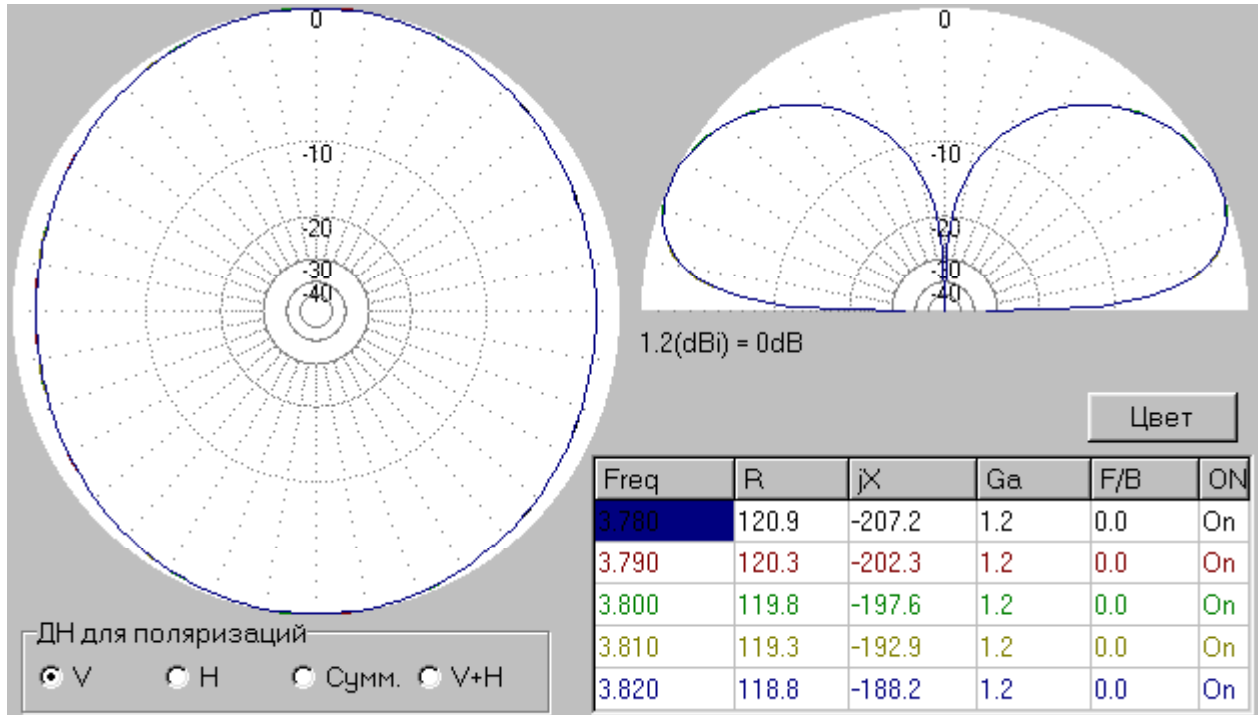 0
-10
-20
-30
-40
0
-10
-20
-30
-40
1.2(dBi) = 0dB
Цвет
Freq R jX Ga F/B ON
3.780 120.9 -207.2 1.2 0.0 On
3.790 120.3 -202.3 1.2 0.0 On
3.800 119.8 -197.6 1.2 0.0 On
3.810 119.3 -192.9 1.2 0.0 On
3.820 118.8 -188.2 1.2 0.0 On
ДН для поляризаций
V H Сумм. V+H